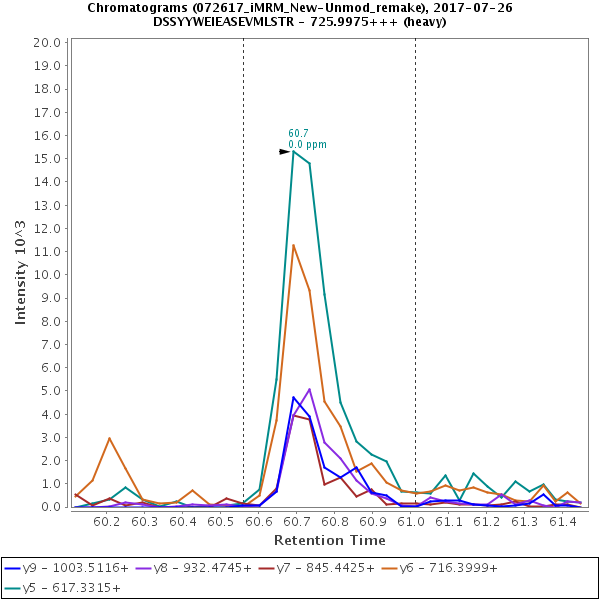 Chromatograms (072617_iMRM_New-Unmod_remake), 2017-07-26
DSSYYWEIEASEVMLSTR - 725.9975+++ (heavy)
20.0
19.0
18.0
17.0
16.0
15.0
14.0
13.0
12.0
11.0
10.0
9.0
8.0
7.0
6.0
5.0
4.0
3.0
2.0
1.0
0.0
Intensity 10^3
60.7
0.0 ppm
60.2 60.3 60.4 60.5 60.6 60.7 60.8 60.9 61.0 61.1 61.2 61.3 61.4
Retention Time
y9 - 1003.5116+ y8 - 932.4745+ y7 - 845.4425+ y6 - 716.3999+
y5 - 617.3315+